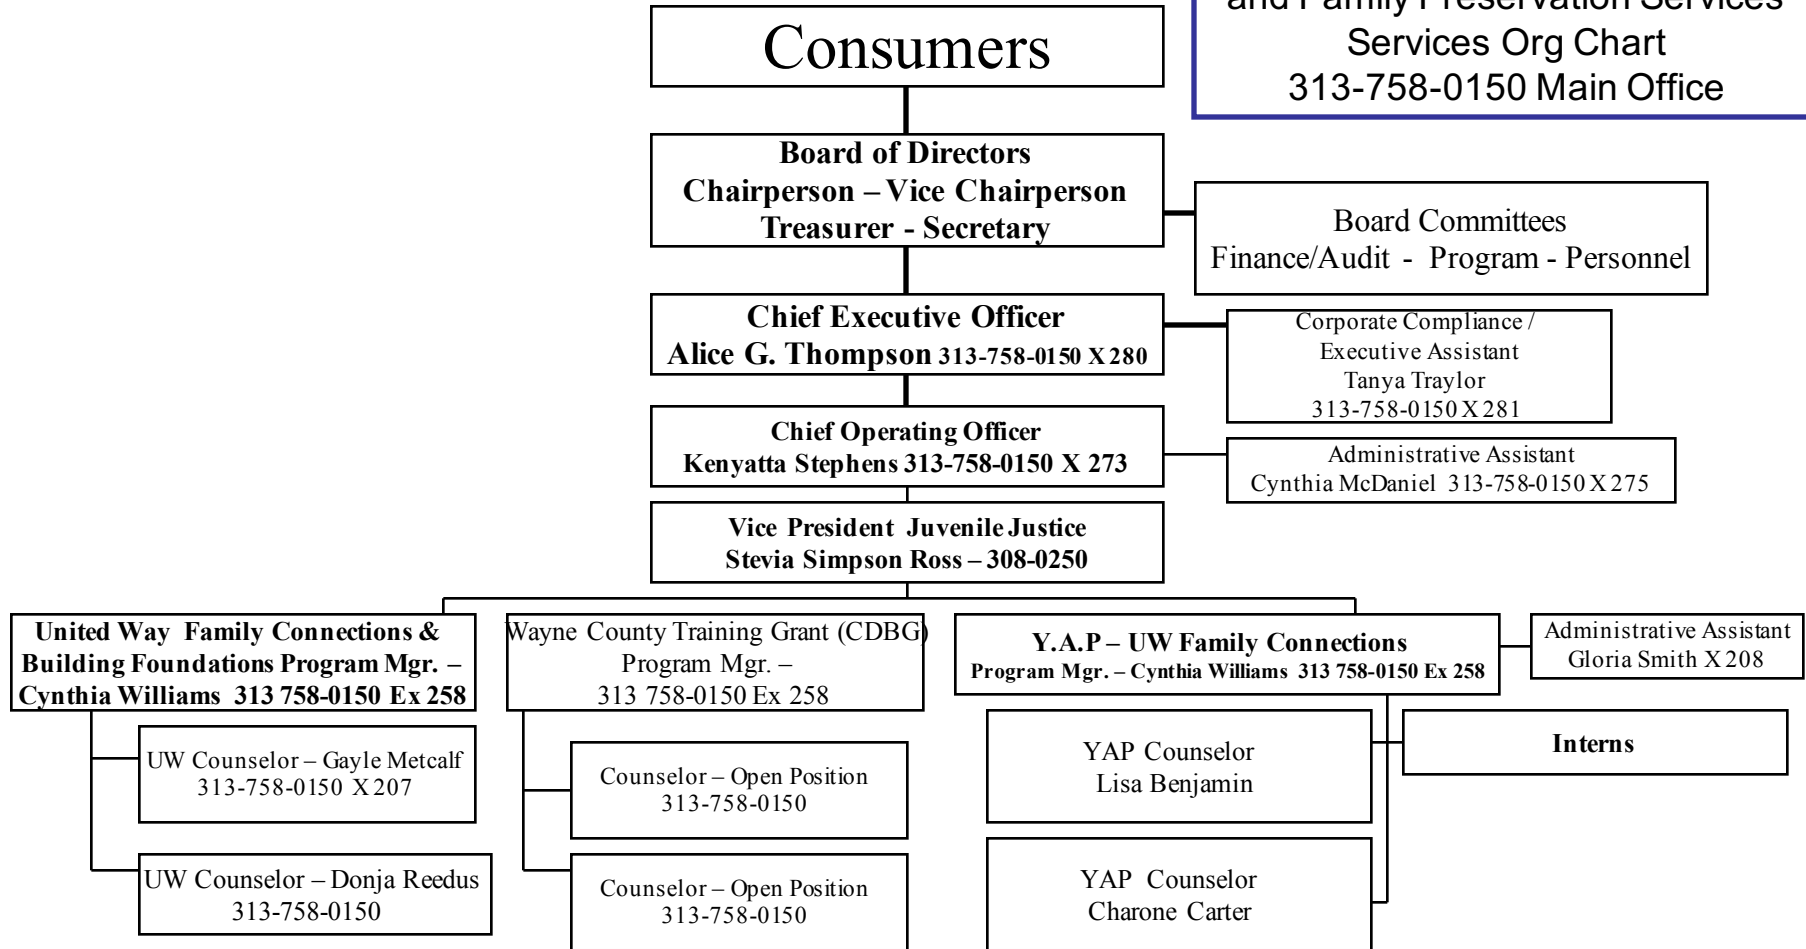 and Family Preservation Services
Services Org Chart
313-758-0150 Main Office
Consumers
Board of Directors
Chairperson – Vice Chairperson
Treasurer - Secretary
Board Committees
Finance/Audit - Program - Personnel
Chief Executive Officer
Alice G. Thompson 313-758-0150 X 280
Corporate Compliance /
Executive Assistant
Tanya Traylor
313-758-0150 X 281
Chief Operating Officer
Kenyatta Stephens 313-758-0150 X 273
Administrative Assistant
Cynthia McDaniel 313-758-0150 X 275
Vice President Juvenile Justice
Stevia Simpson Ross – 308-0250
United Way Family Connections &
Building Foundations Program Mgr. –
Cynthia Williams 313 758-0150 Ex 258
UW Counselor – Gayle Metcalf
313-758-0150 X 207
UW Counselor – Donja Reedus
313-758-0150
Wayne County Training Grant (CDBG)
Program Mgr. –
313 758-0150 Ex 258
Counselor – Open Position
313-758-0150
Counselor – Open Position
313-758-0150
Y.A.P – UW Family Connections
Program Mgr. – Cynthia Williams 313 758-0150 Ex 258
Administrative Assistant
Gloria Smith X 208
YAP Counselor
Lisa Benjamin
Interns
YAP Counselor
Charone Carter